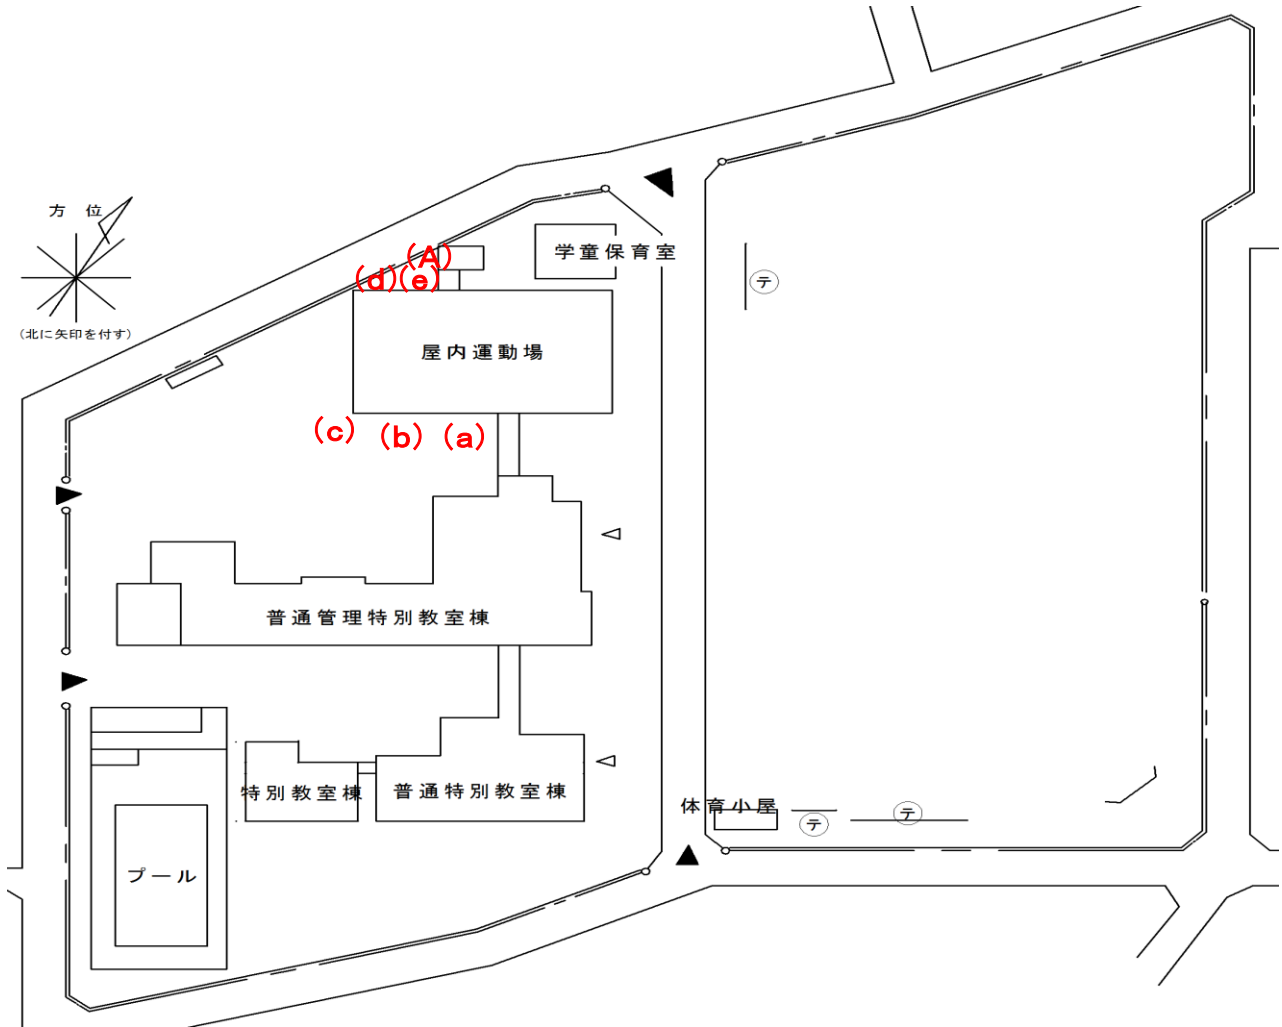 方 位
(北に矢印を付す)
学童保育室
(A)
(d)(e)
テ
屋内運動場
(c) (b) (a)
普通管理特別教室棟
特別教室棟
普通特別教室棟
体育小屋
テ
テ
プール